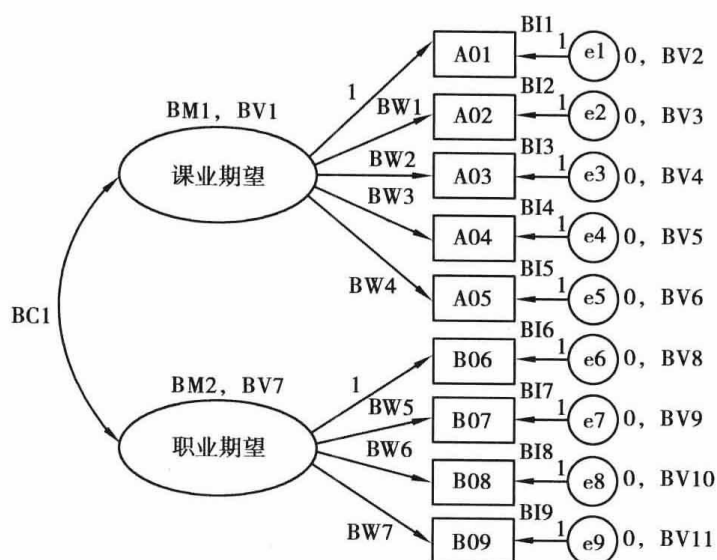 BI1
1
A01
e1
0, BV2
BI2
BM1, BV1
1
BW1
A02
1
e2
0, BV3
BI3
课业期望
BW2
A03
1
e3
0, BV4
BW3
BI4
A04
1
e4
0, BV5
BI5
BW4
A05
1
e5
0, BV6
BC1
BI6
1
B06
1
e6
0, BV8
BM2, BV7
BI7
BW5
B07
1
e7
0, BV9
职业期望
BW6
BI8
B08
1
e8
0, BV10
BI9
BW7
B09
1
e9
0, BV11